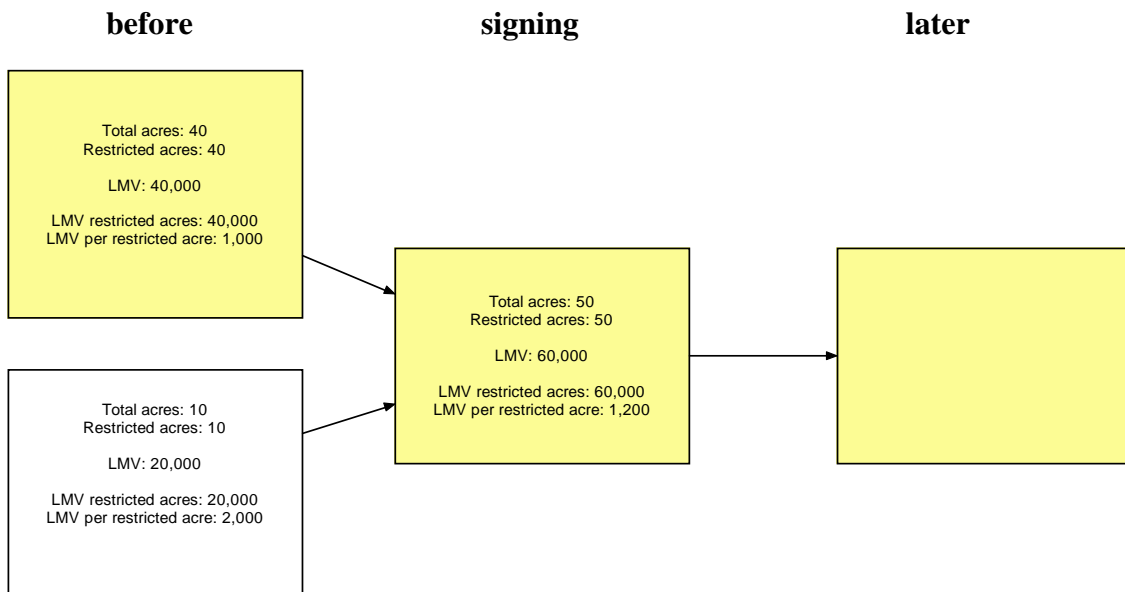 before
signing
later
Total acres: 40
Restricted acres: 40
LMV: 40,000
LMV restricted acres: 40,000
LMV per restricted acre: 1,000
Total acres: 10
Restricted acres: 10
LMV: 20,000
LMV restricted acres: 20,000
LMV per restricted acre: 2,000
Total acres: 50
Restricted acres: 50
LMV: 60,000
LMV restricted acres: 60,000
LMV per restricted acre: 1,200